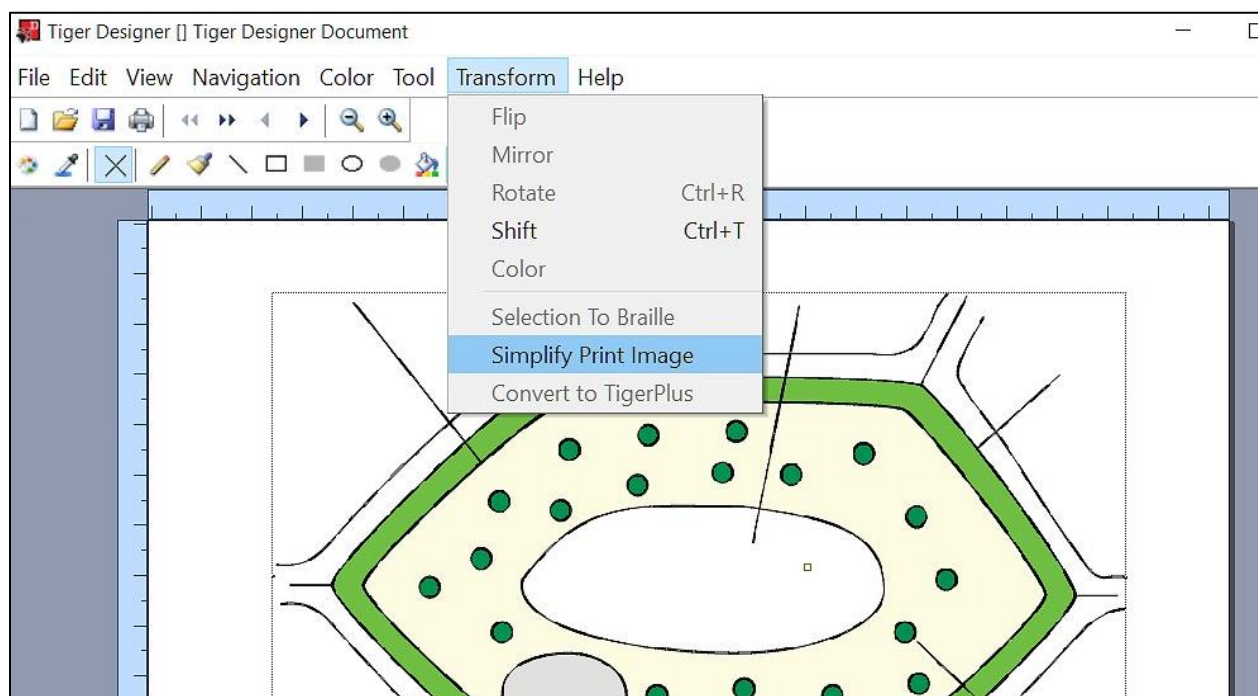 Tiger Designer [] Tiger Designer Document
File Edit View Navigation Color Tool Transform Help
Flip
Mirror
Rotate Ctrl+R
Shift Ctrl+T
Color
Selection To Braille
Simplify Print Image
Convert to TigerPlus